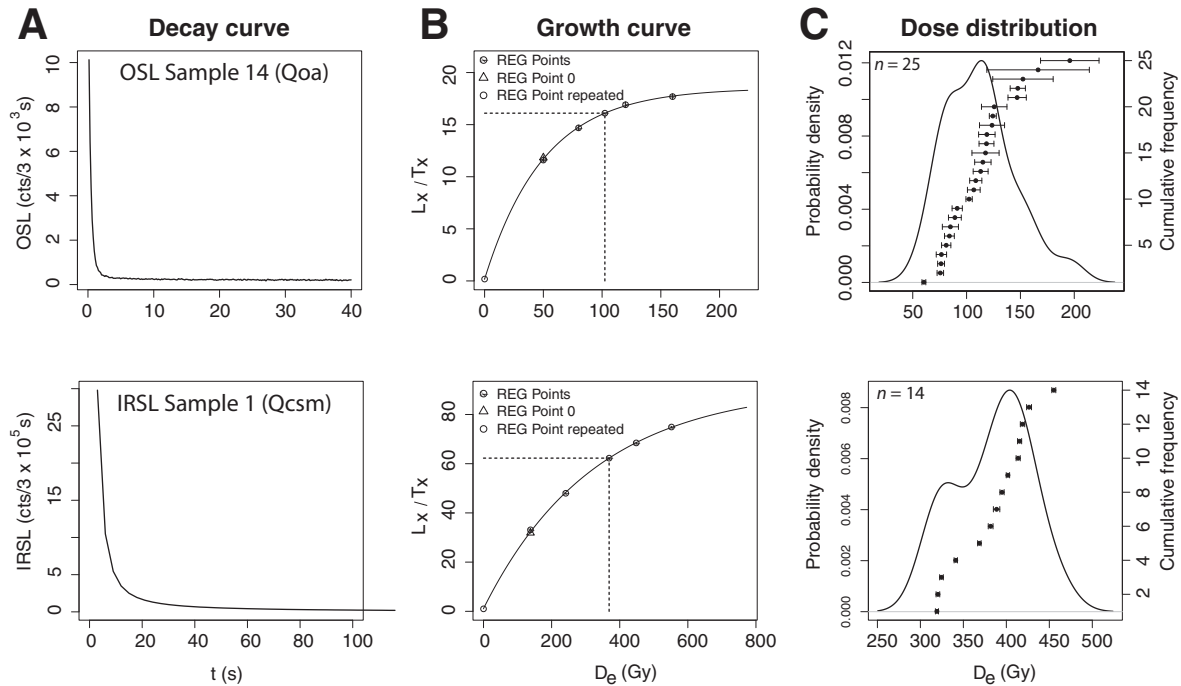 A Decay curve
B Growth curve
C Dose distribution
OSL Sample 14 (Qoa)
OSL (cts/3 x 10³s)
10
8
6
4
2
0
0 10 20 30 40
REG Points
REG Point 0
REG Point repeated
Lx / Tx
20
15
10
5
0
0 50 100 150 200
n = 25
Probability density
0.012
0.008
0.004
0.000
50 100 150 200
25
20
15
10
5
Cumulative frequency
IRSL Sample 1 (Qcsm)
IRSL (cts/3 x 10⁵s)
25
15
5
0
0 20 40 60 80 100
t (s)
REG Points
REG Point 0
REG Point repeated
Lx / Tx
80
60
40
20
0
0 200 400 600 800
De (Gy)
n = 14
Probability density
0.008
0.006
0.004
0.002
0.000
250 300 350 400 450 500
De (Gy)
14
12
10
8
6
4
2
Cumulative frequency